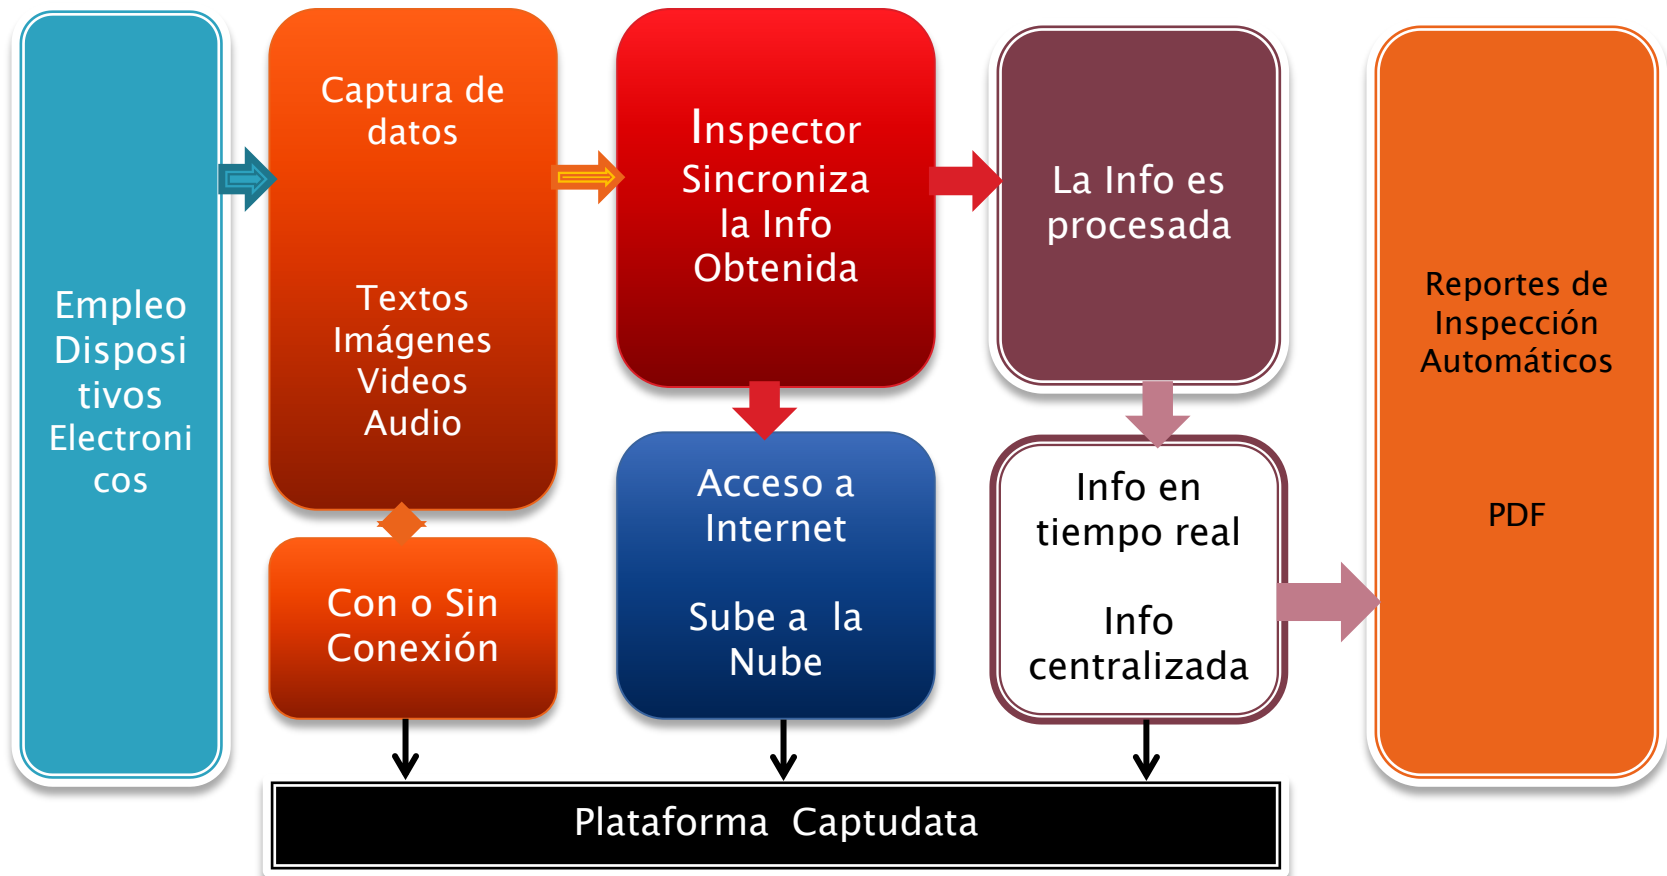 Empleo
Disposi
tivos
Electroni
cos
Captura de
datos
Textos
Imágenes
Videos
Audio
Con o Sin
Conexión
Inspector
Sincroniza
la Info
Obtenida
Acceso a
Internet
Sube a  la
Nube
La Info es
procesada
Info en
tiempo real
Info
centralizada
Reportes de
Inspección
Automáticos
PDF
Plataforma  Captudata